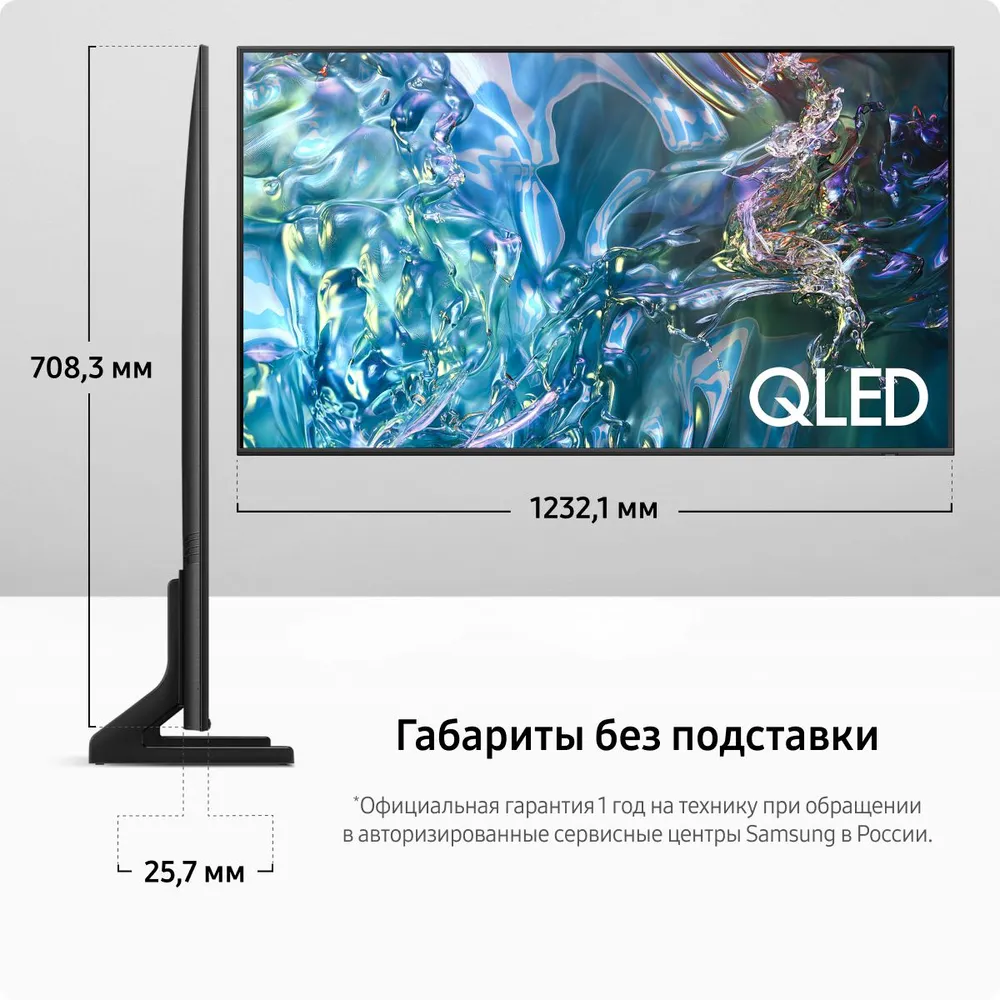 708,3 мм
QLED
1232,1 мм
Габариты без подставки
*Официальная гарантия 1 год на технику при обращении
в авторизированные сервисные центры Samsung в России.
25,7 мм